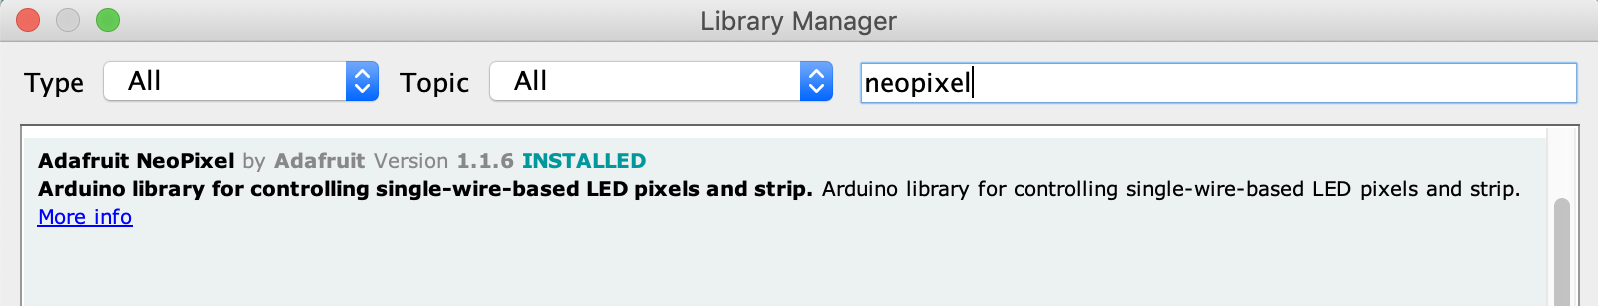 Library Manager
Type All Topic All neopixel
Adafruit NeoPixel by Adafruit Version 1.1.6 INSTALLED
Arduino library for controlling single-wire-based LED pixels and strip. Arduino library for controlling single-wire-based LED pixels and strip.
More info